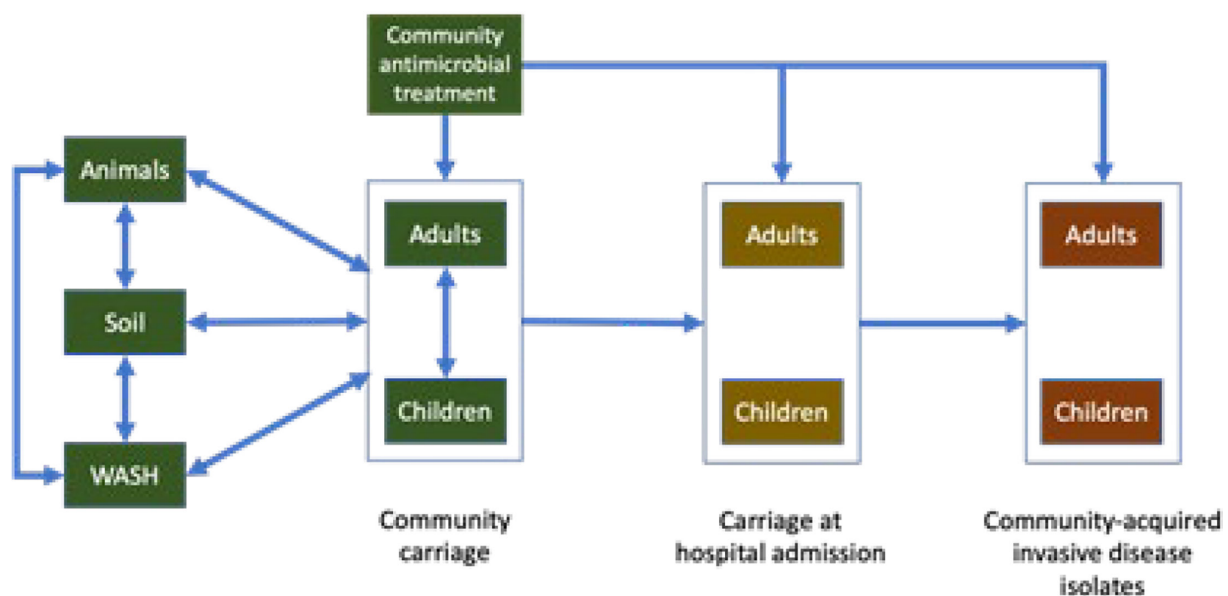 Community
antimicrobial
treatment
Animals
Soil
WASH
Adults
Children
Community
carriage
Adults
Children
Carriage at
hospital admission
Adults
Children
Community-acquired
invasive disease
isolates